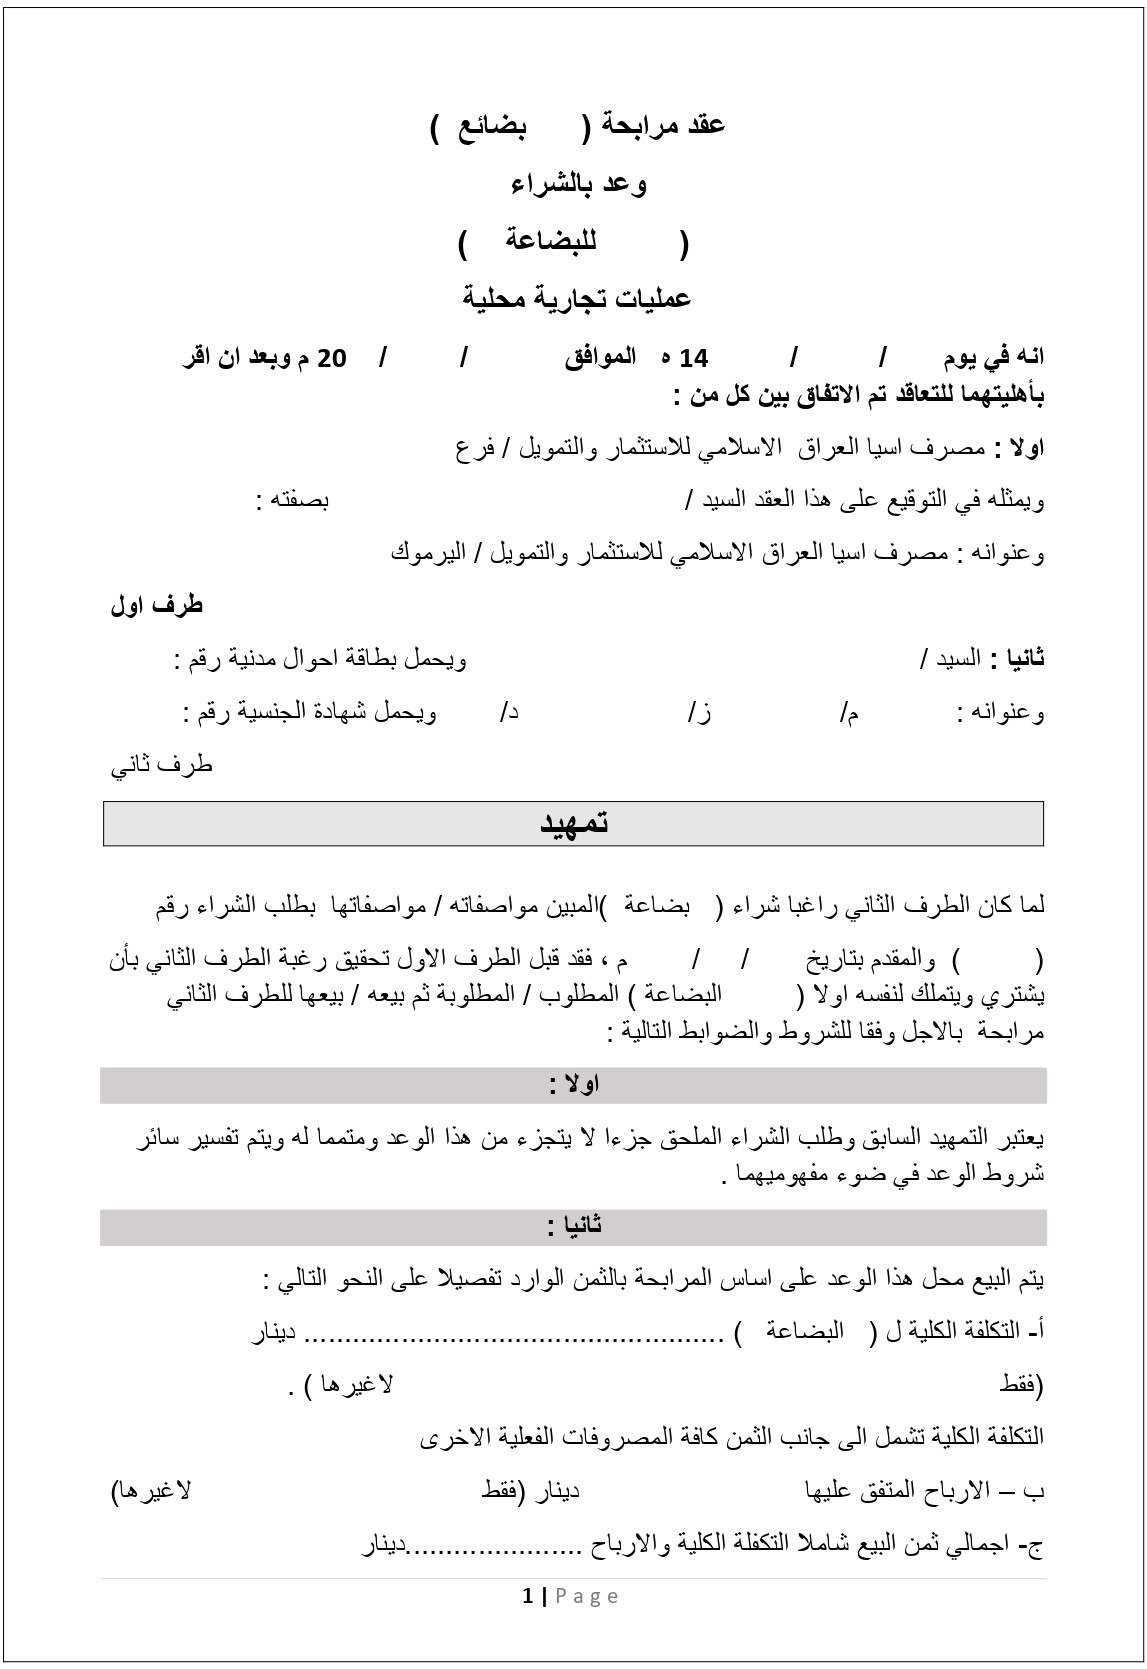 عقد مرابحة ( بضائع )
وعد بالشراء
( للبضاعة )
عمليات تجارية محلية
انه في يوم / / 14 ه الموافق / / 20 م وبعد ان اقر
بأهليتهما للتعاقد تم الاتفاق بين كل من :
اولا : مصرف اسيا العراق الاسلامي للاستثمار والتمويل / فرع
ويمثله في التوقيع على هذا العقد السيد / بصفته :
وعنوانه : مصرف اسيا العراق الاسلامي للاستثمار والتمويل / اليرموك
طرف اول
ثانيا : السيد / ويحمل بطاقة احوال مدنية رقم :
وعنوانه : م/ ز/ د/ ويحمل شهادة الجنسية رقم :
طرف ثاني
تمهيد
لما كان الطرف الثاني راغبا شراء ( بضاعة )المبين مواصفاته / مواصفاتها بطلب الشراء رقم
( ) والمقدم بتاريخ / / م ، فقد قبل الطرف الاول تحقيق رغبة الطرف الثاني بأن
يشتري ويتملك لنفسه اولا ( البضاعة ) المطلوب / المطلوبة ثم بيعه / بيعها للطرف الثاني
مرابحة بالاجل وفقا للشروط والضوابط التالية :
اولا :
يعتبر التمهيد السابق وطلب الشراء الملحق جزءا لا يتجزء من هذا الوعد ومتمما له ويتم تفسير سائر
شروط الوعد في ضوء مفهوميهما .
ثانيا :
يتم البيع محل هذا الوعد على اساس المرابحة بالثمن الوارد تفصيلا على النحو التالي :
أ- التكلفة الكلية ل ( البضاعة ) .................................................... دينار
(فقط لاغيرها ) .
التكلفة الكلية تشمل الى جانب الثمن كافة المصروفات الفعلية الاخرى
ب – الارباح المتفق عليها دينار (فقط لاغيرها)
ج- اجمالي ثمن البيع شاملا التكفلة الكلية والارباح ......................دينار
1 | Page